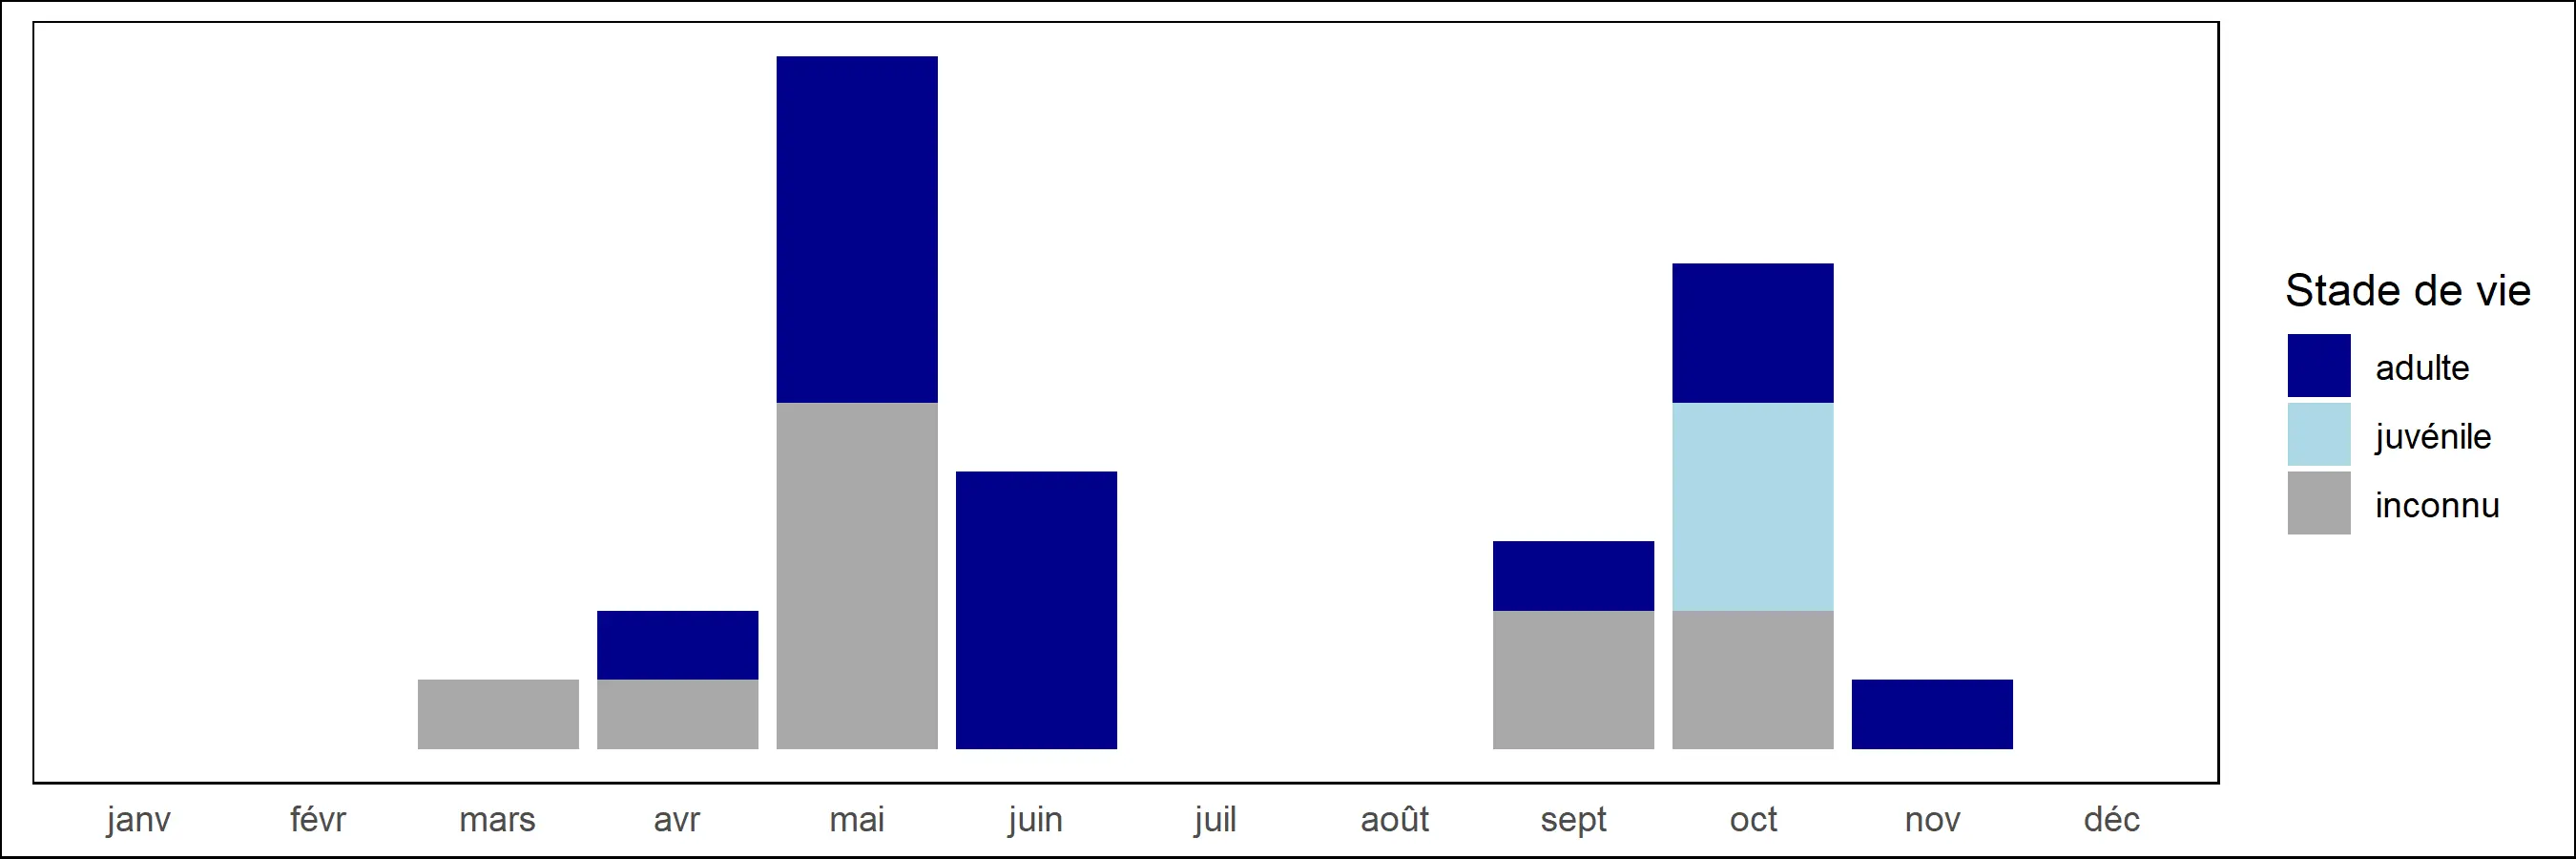 Stade de vie
adulte
juvénile
inconnu
janv févr mars avr mai juin juil août sept oct nov déc